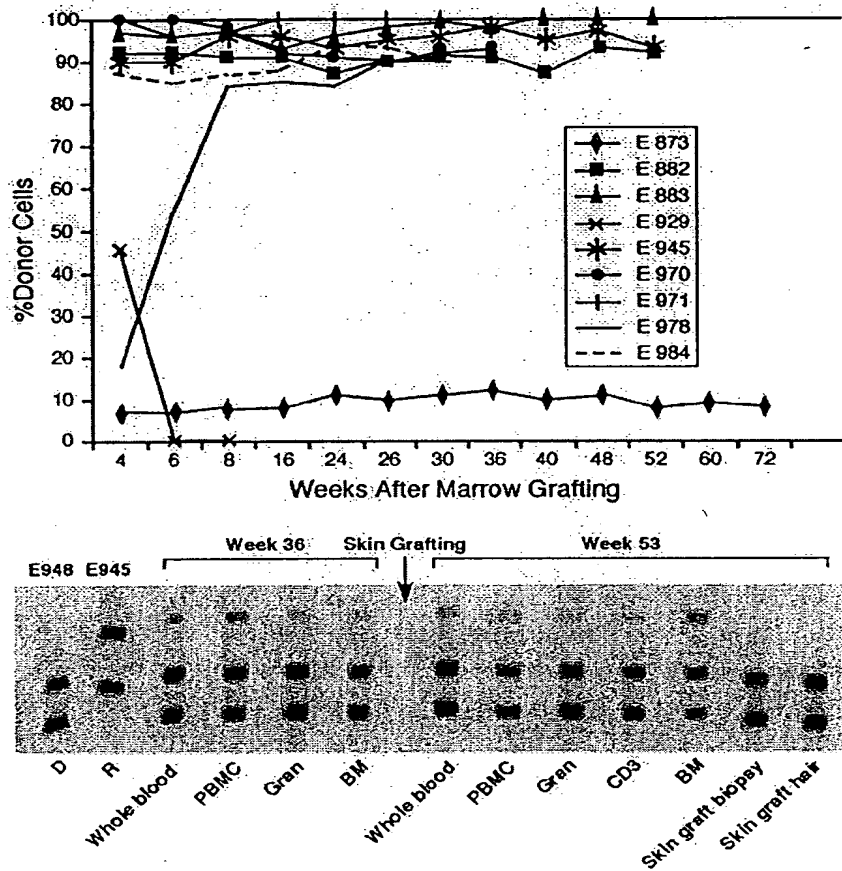 100%
90
80
70
60
50
40
30
20
10
0
%Donor Cells
4 6 8 16 24 26 30 36 40 48 52 60 72
Weeks After Marrow Grafting
E 873
E 882
E 883
E 929
E 945
E 970
E 971
E 978
E 984
Week 36 Skin Grafting Week 53
E948 E945
D R Whole blood PBMC Gran BM Whole blood PBMC Gran CD3 BM Skin graft biopsy Skin graft hair